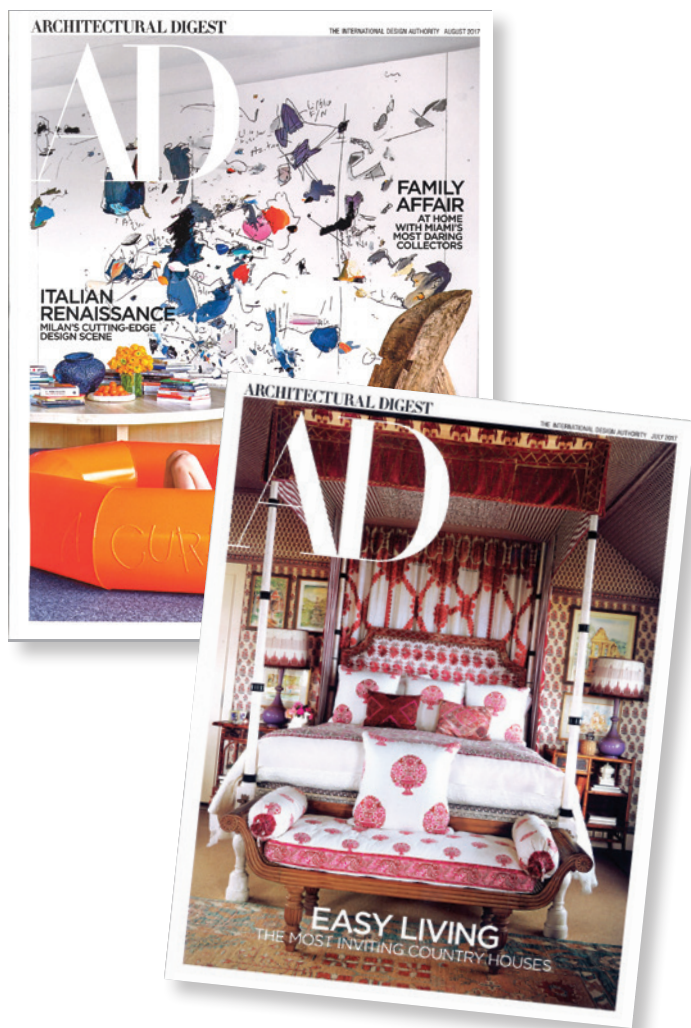 ARCHITECTURAL DIGEST
THE INTERNATIONAL DESIGN AUTHORITY AUGUST 2017
AD
FAMILY
AFFAIR
AT HOME
WITH MIAMI'S
MOST DARING
COLLECTORS
ITALIAN
RENAISSANCE
MILAN'S CUTTING-EDGE
DESIGN SCENE
ARCHITECTURAL DIGEST
THE INTERNATIONAL DESIGN AUTHORITY JULY 2017
AD
EASY LIVING
THE MOST INVITING COUNTRY HOUSES